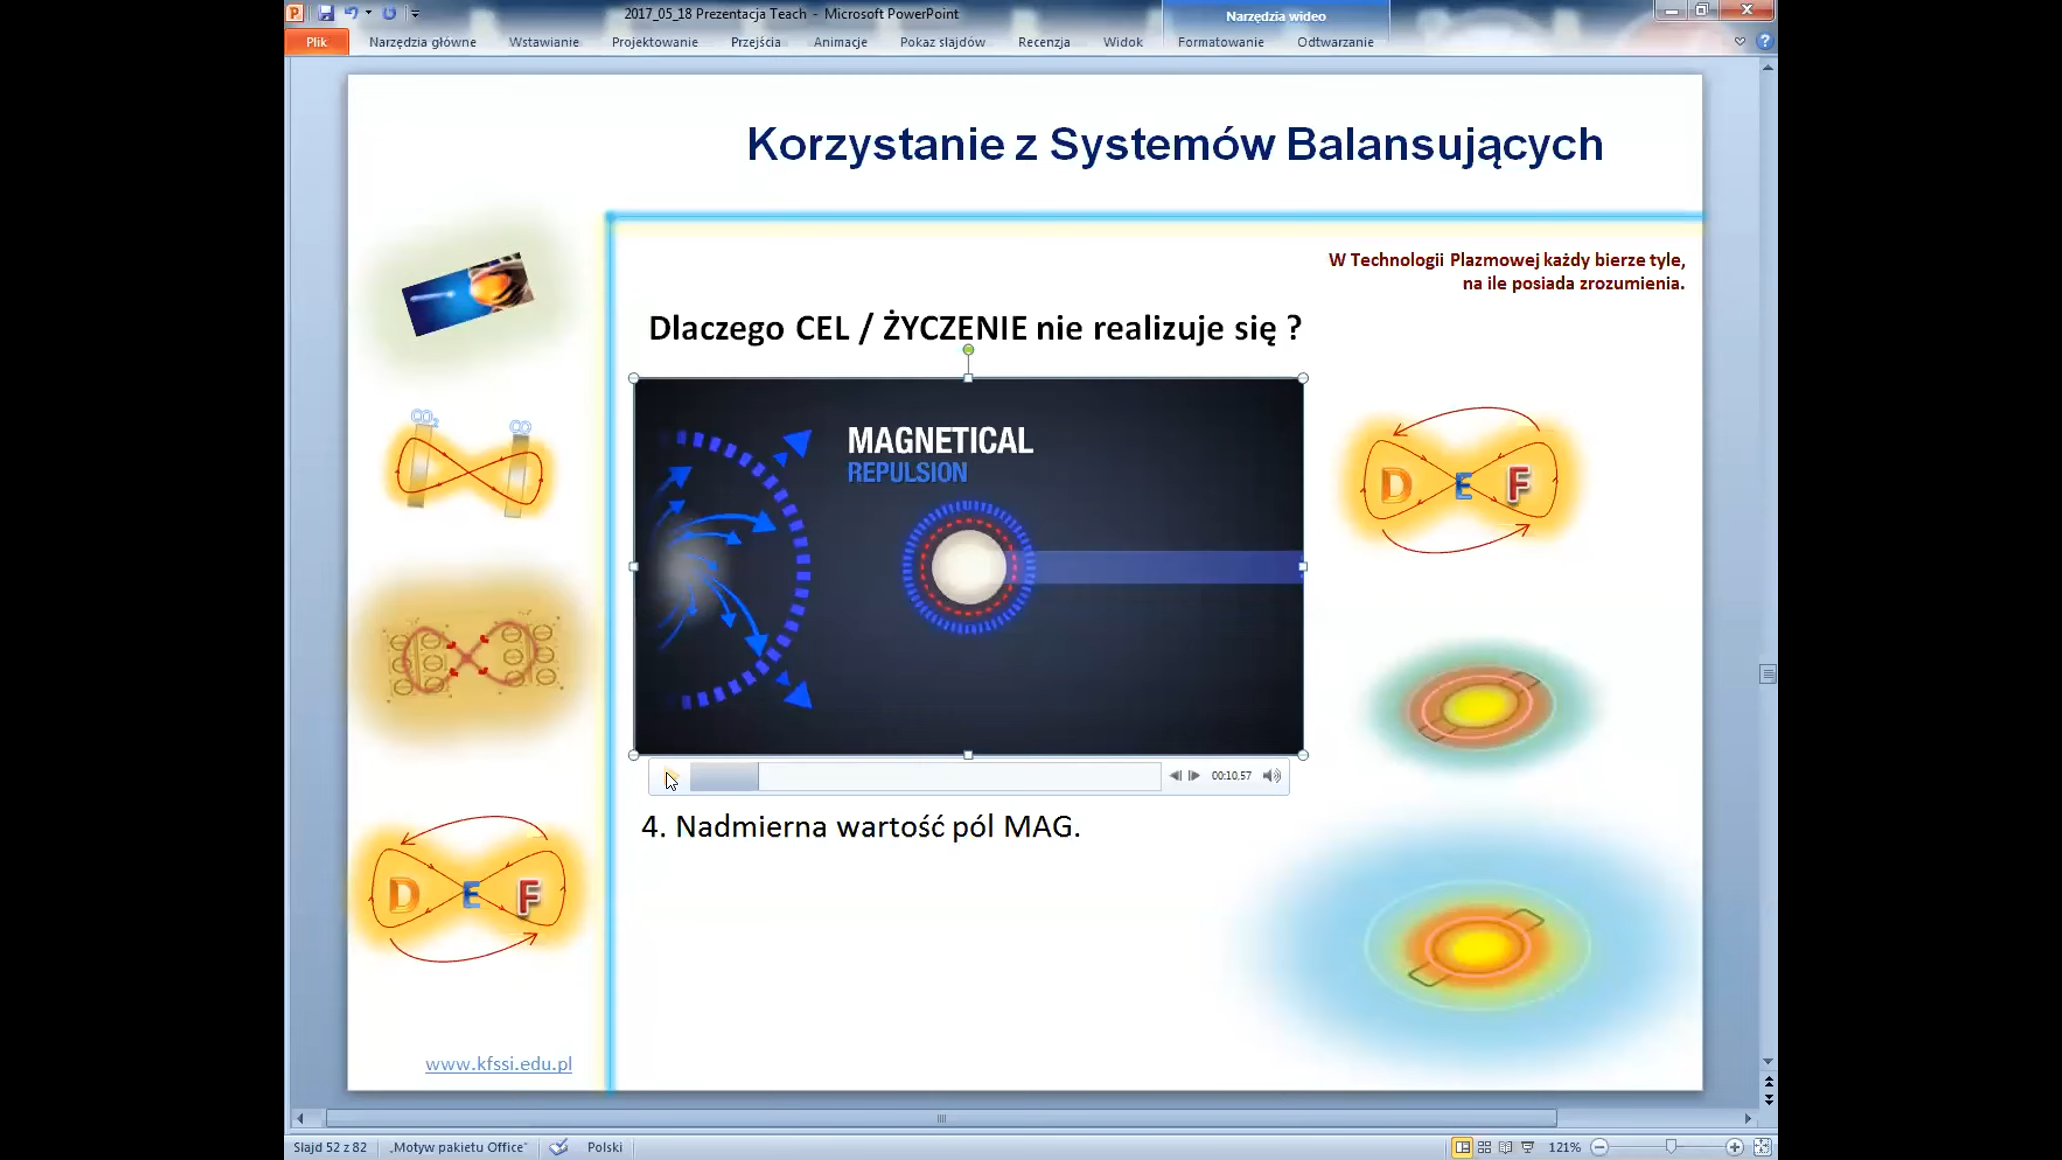 2017_05_18 Prezentacja Teach - Microsoft PowerPoint
Narzędzia wideo
Plik
Narzędzia główne
Wstawianie
Projektowanie
Przejścia
Animacje
Pokaz slajdów
Recenzja
Widok
Formatowanie
Odtwarzanie
Korzystanie z Systemów Balansujących
W Technologii Plazmowej każdy bierze tyle,
na ile posiada zrozumienia.
Dlaczego CEL / ŻYCZENIE nie realizuje się ?
MAGNETICAL
REPULSION
CO₂
CO
D E F
00:10,57
4. Nadmierna wartość pól MAG.
D E F
www.kfssi.edu.pl
Slajd 52 z 82
„Motyw pakietu Office"
Polski
121%